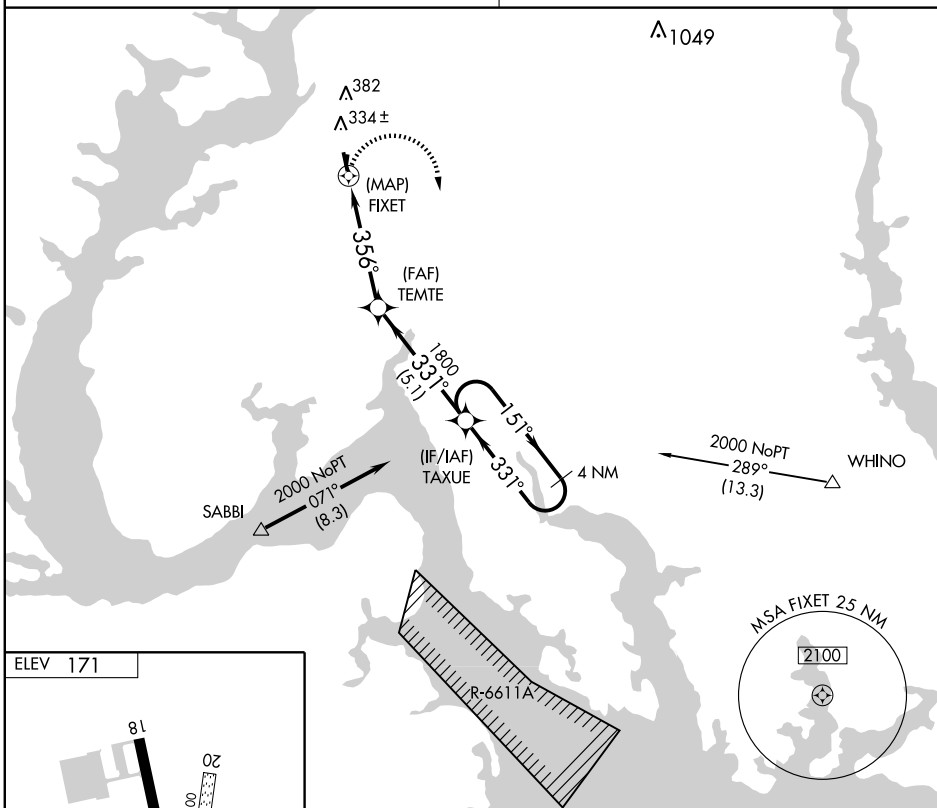 1049
382
334 ±
(MAP)
FIXET
356°
(FAF)
TEMTE
1800
331°
(5.1)
151°
(IF/IAF)
TAXUE
331°
4 NM
2000 NoPT
289°
(13.3)
WHINO
SABBI
2000 NoPT
071°
(8.3)
R-6611A
MSA FIXET 25 NM
2100
ELEV 171
18
20
00